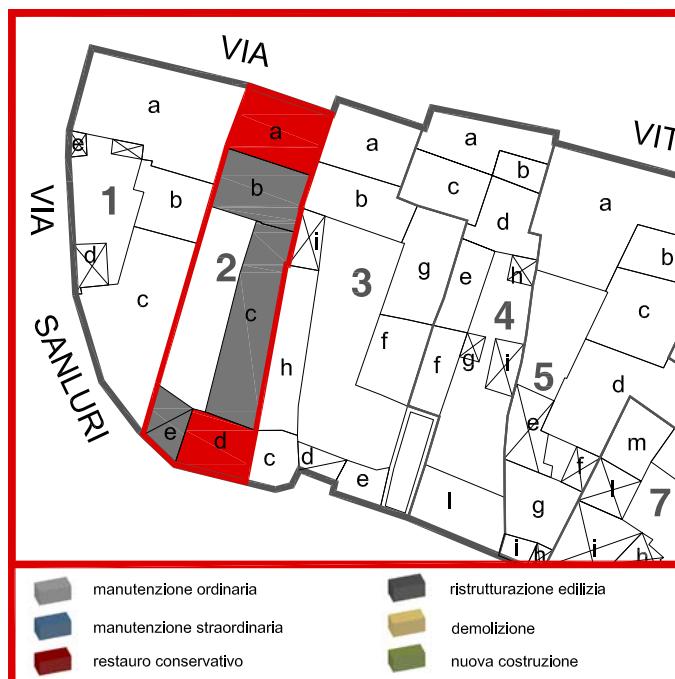 VIA
VIT
VIA
SANLURI
1
a
e
b
d
c
2
a
b
c
d
e
3
a
b
i
g
f
h
c
d
e
4
a
b
c
d
e
h
g
i
f
l
5
a
b
c
d
e
f
g
i
h
7
m
l
i
h
manutenzione ordinaria
manutenzione straordinaria
restauro conservativo
ristrutturazione edilizia
demolizione
nuova costruzione